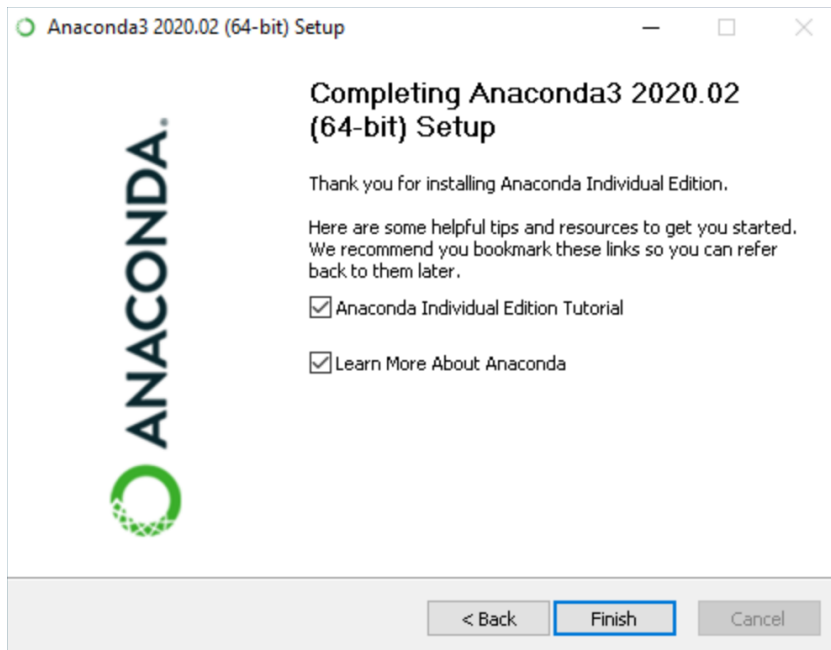 Anaconda3 2020.02 (64-bit) Setup
ANACONDA.
Completing Anaconda3 2020.02
(64-bit) Setup
Thank you for installing Anaconda Individual Edition.
Here are some helpful tips and resources to get you started.
We recommend you bookmark these links so you can refer
back to them later.
Anaconda Individual Edition Tutorial
Learn More About Anaconda
< Back
Finish
Cancel